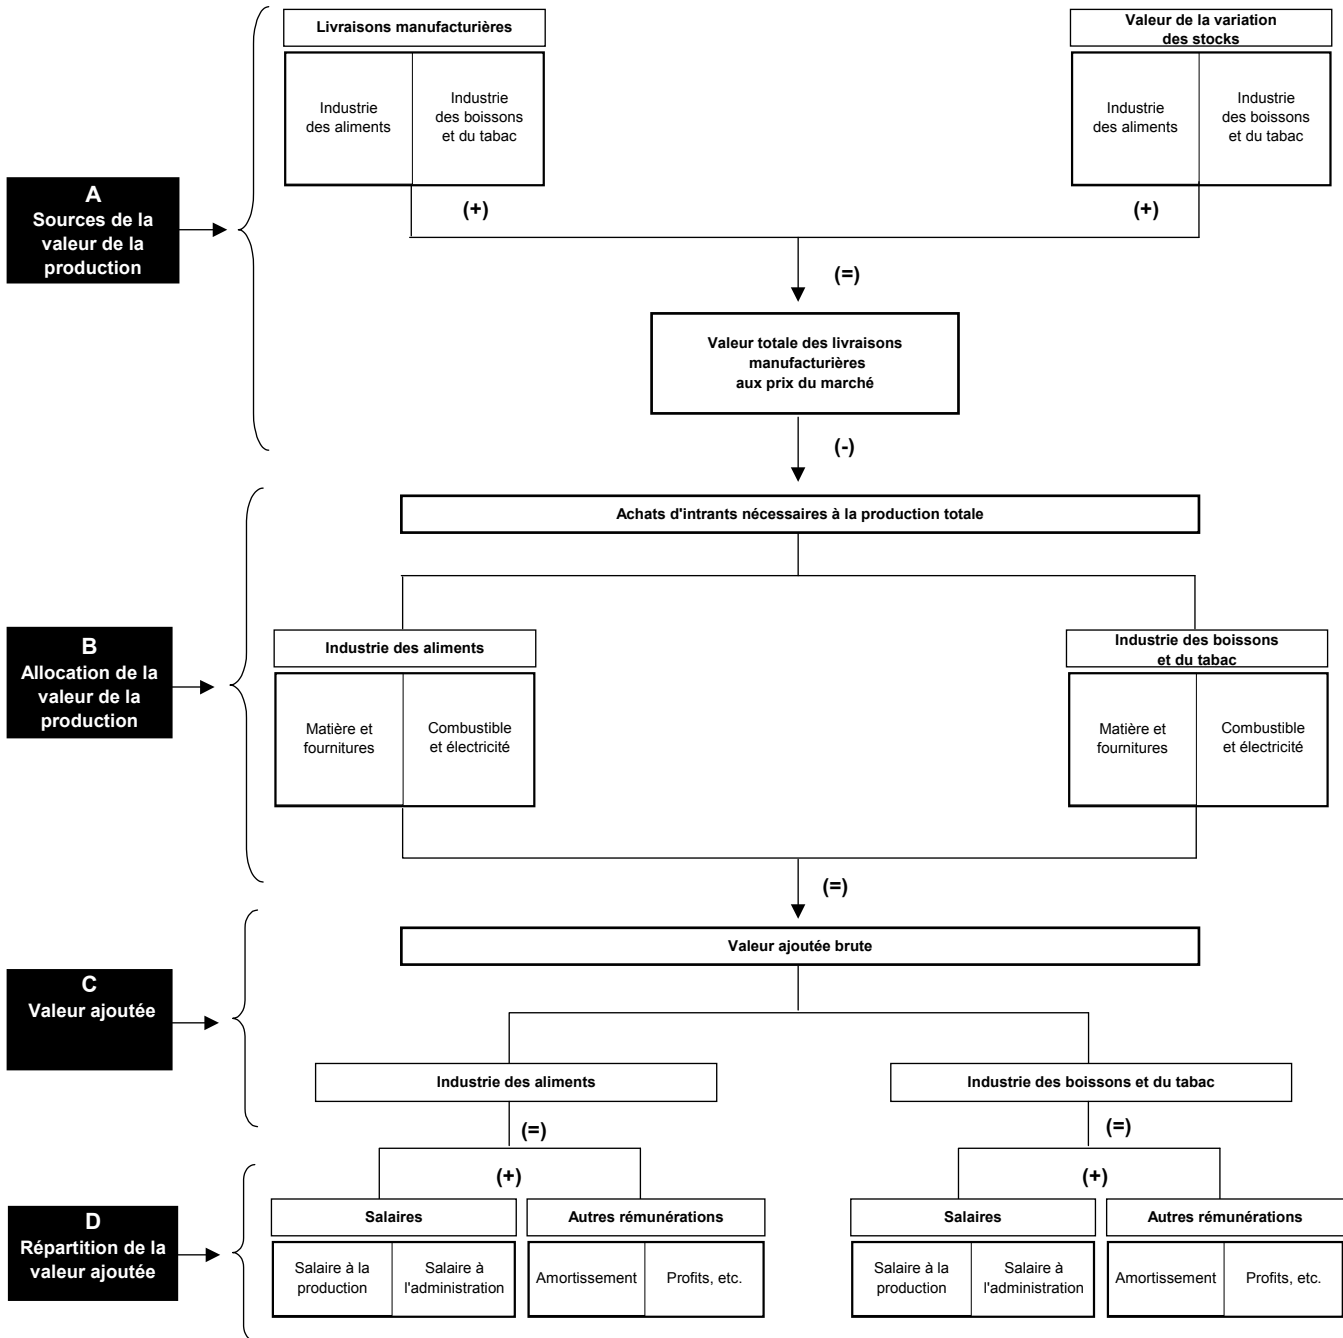 Livraisons manufacturières
Valeur de la variation
des stocks
Industrie
des aliments
Industrie
des boissons
et du tabac
Industrie
des aliments
Industrie
des boissons
et du tabac
A
Sources de la
valeur de la
production
(+)
(+)
(=)
Valeur totale des livraisons
manufacturières
aux prix du marché
(-)
Achats d'intrants nécessaires à la production totale
B
Allocation de la
valeur de la
production
Industrie des aliments
Industrie des boissons
et du tabac
Matière et
fournitures
Combustible
et électricité
Matière et
fournitures
Combustible
et électricité
(=)
Valeur ajoutée brute
C
Valeur ajoutée
Industrie des aliments
Industrie des boissons et du tabac
(=)
(=)
(+)
(+)
D
Répartition de la
valeur ajoutée
Salaires
Autres rémunérations
Salaires
Autres rémunérations
Salaire à la
production
Salaire à
l'administration
Amortissement
Profits, etc.
Salaire à la
production
Salaire à
l'administration
Amortissement
Profits, etc.